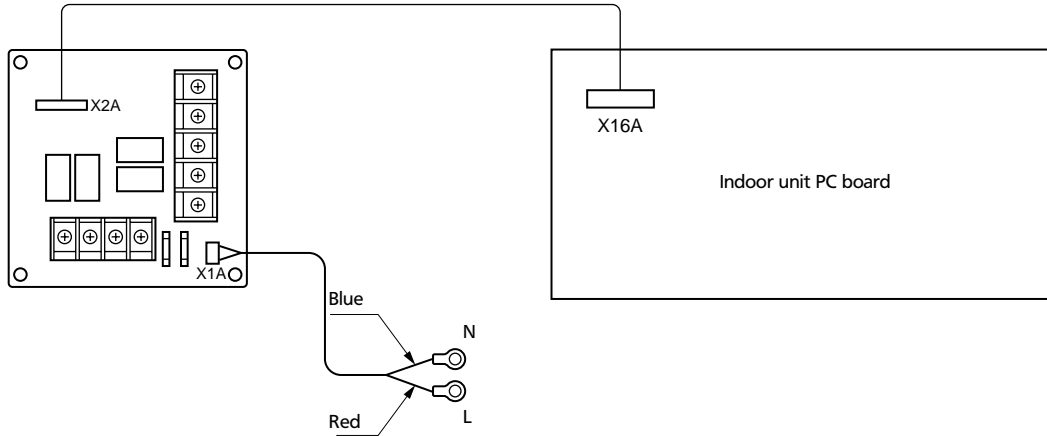 X2A
X16A
Indoor unit PC board
X1A
Blue
N
L
Red